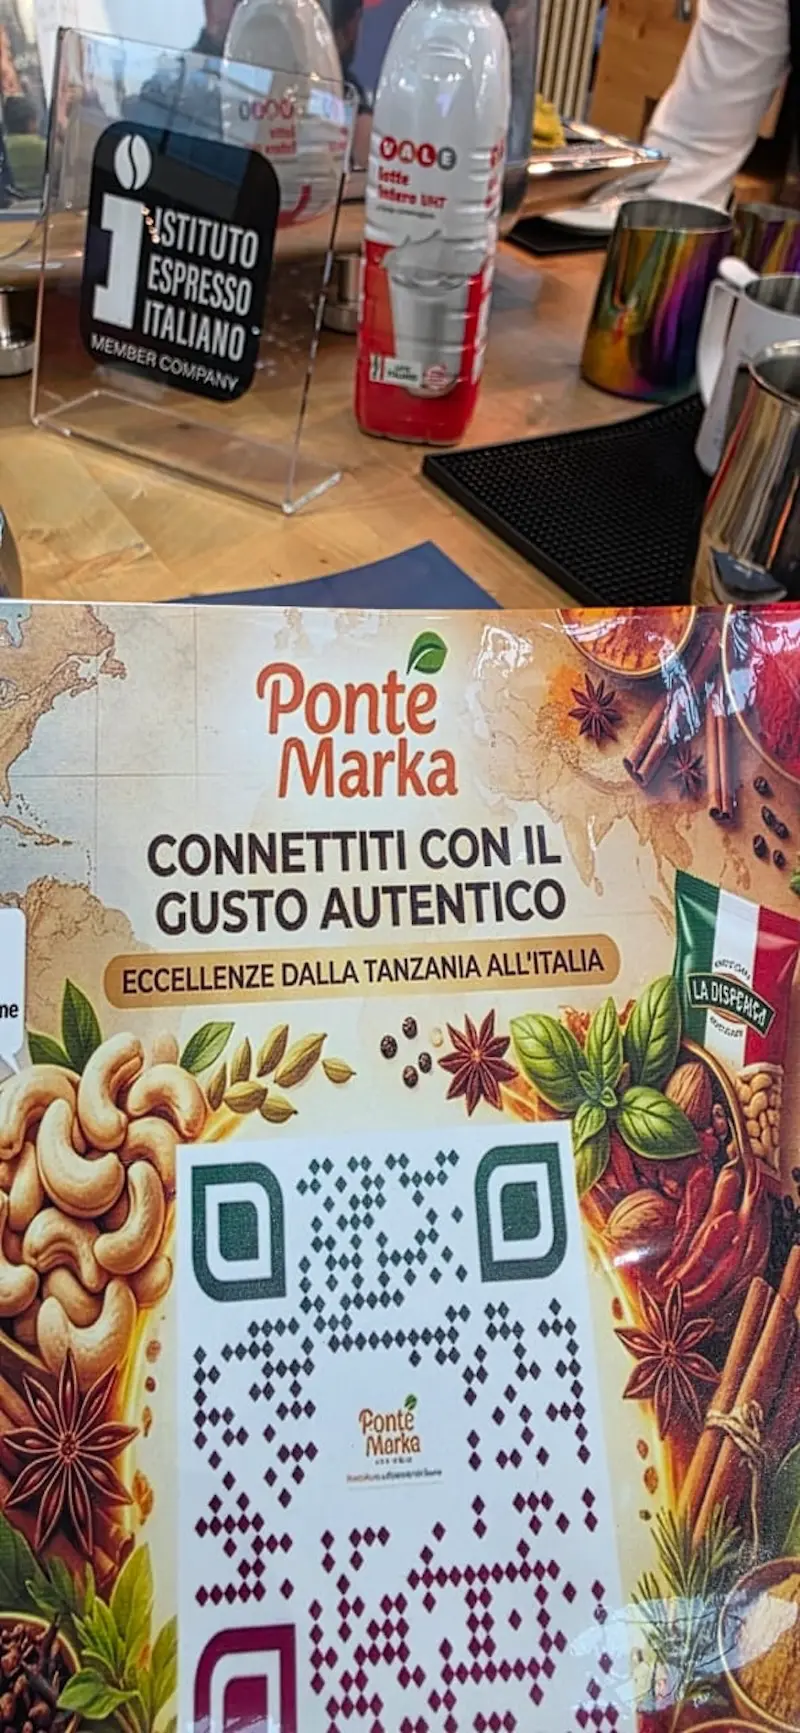 ISTITUTO
ESPRESSO
ITALIANO
MEMBER COMPANY
VALE
latte
intero UHT
Ponte
Marka
CONNETTITI CON IL
GUSTO AUTENTICO
ECCELLENZE DALLA TANZANIA ALL'ITALIA
LA DISPENSA
ne
Ponte
Marka